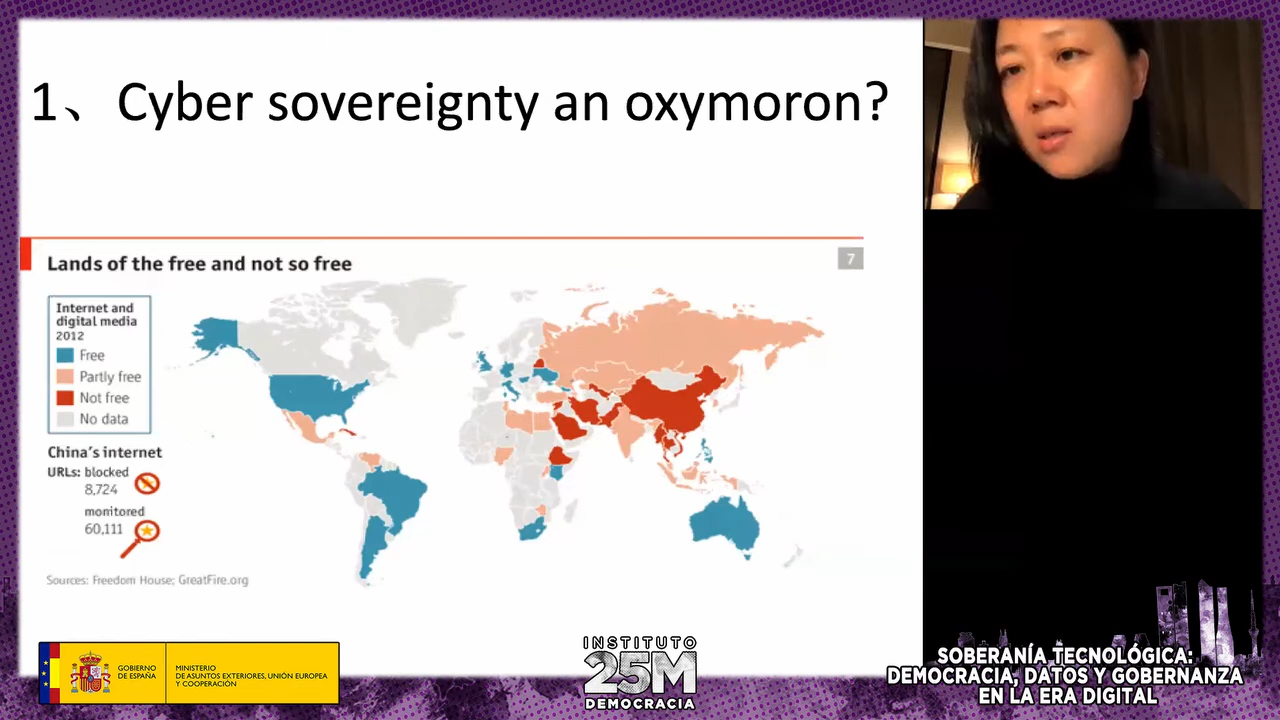 1、Cyber sovereignty an oxymoron?
7
Lands of the free and not so free
Internet and
digital media
2012
Free
Partly free
Not free
No data
China's internet
URLs: blocked
8,724
monitored
60,111
Sources: Freedom House; GreatFire.org
GOBIERNO
DE ESPAÑA
MINISTERIO
DE ASUNTOS EXTERIORES, UNIÓN EUROPEA
Y COOPERACIÓN
INSTITUTO
25M
DEMOCRACIA
SOBERANÍA TECNOLÓGICA:
DEMOCRACIA, DATOS Y GOBERNANZA
EN LA ERA DIGITAL